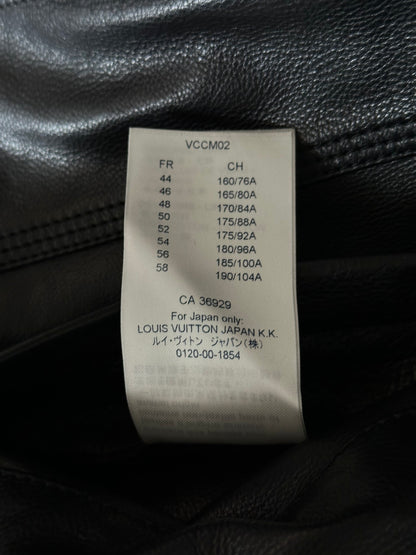 VCCM02
FR CH
44 160/76A
46 165/80A
48 170/84A
50 175/88A
52 175/92A
54 180/96A
56 185/100A
58 190/104A
CA 36929
For Japan only:
LOUIS VUITTON JAPAN K.K.
ルイ・ヴィトン ジャパン(株)
0120-00-1854